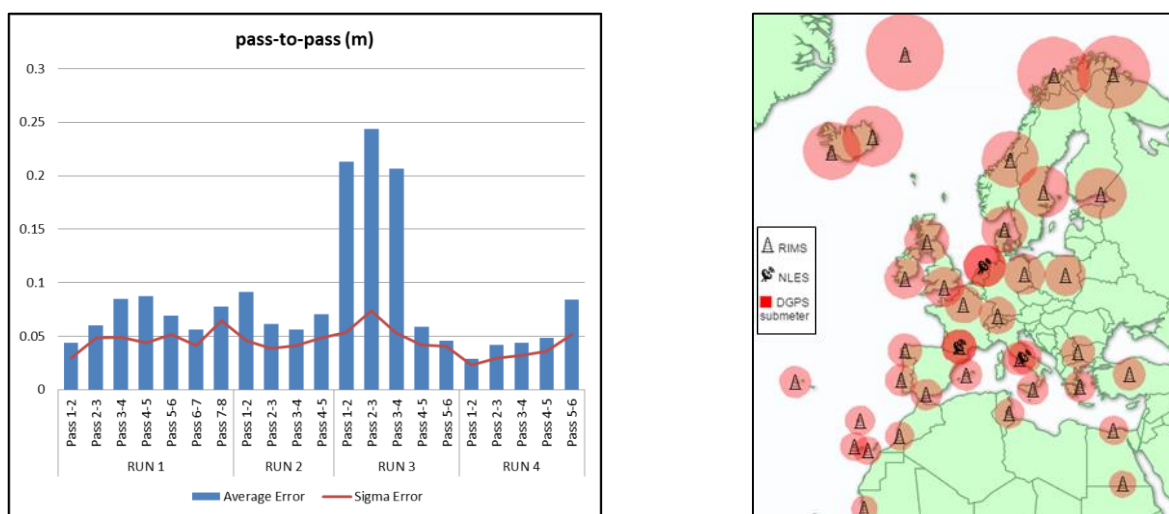 pass-to-pass (m)
0.3
0.25
0.2
0.15
0.1
0.05
0
Pass 1-2
Pass 2-3
Pass 3-4
Pass 4-5
Pass 5-6
Pass 6-7
Pass 7-8
Pass 1-2
Pass 2-3
Pass 3-4
Pass 4-5
Pass 1-2
Pass 2-3
Pass 3-4
Pass 4-5
Pass 5-6
Pass 1-2
Pass 2-3
Pass 3-4
Pass 4-5
Pass 5-6
RUN 1 RUN 2 RUN 3 RUN 4
Average Error Sigma Error
RIMS
NLES
DGPS
submeter